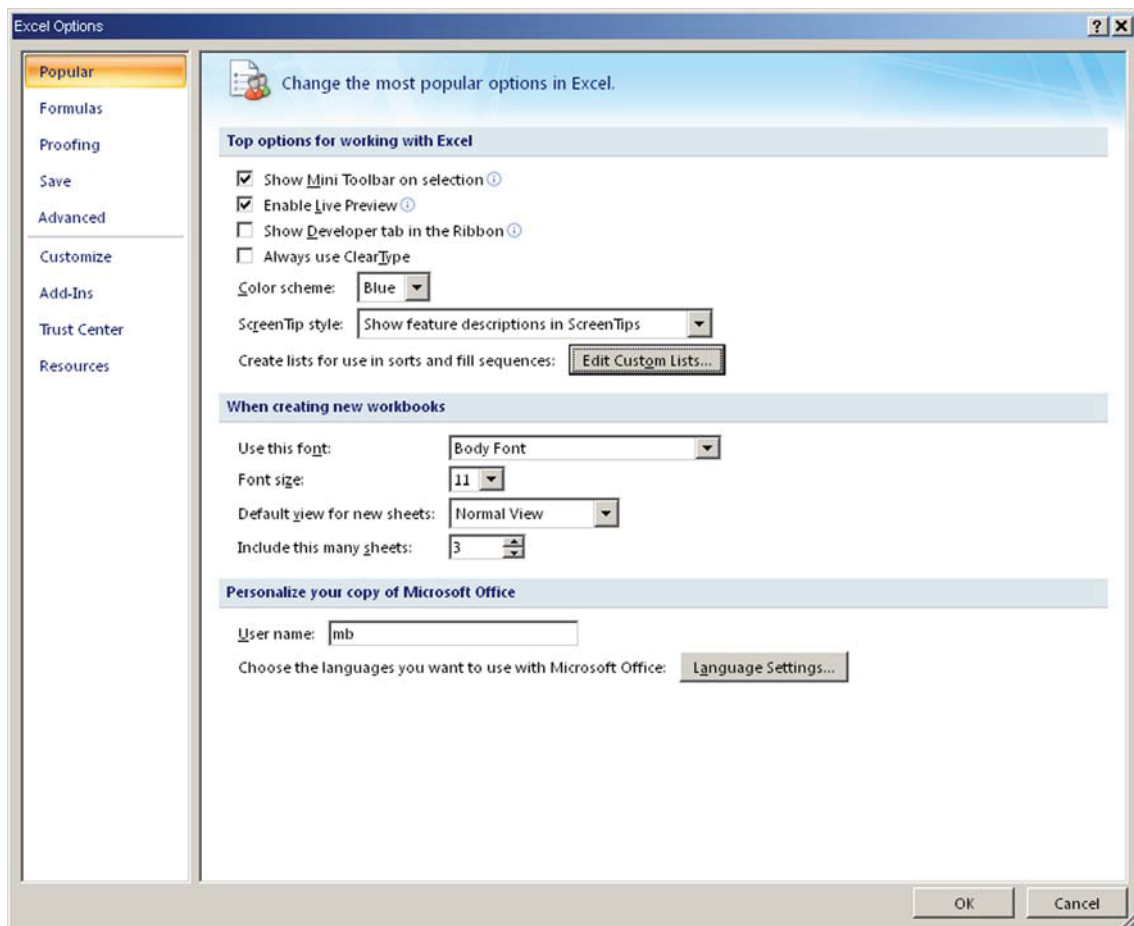 Excel Options
Popular
Formulas
Proofing
Save
Advanced
Customize
Add-Ins
Trust Center
Resources
Change the most popular options in Excel.
Top options for working with Excel
Show Mini Toolbar on selection
Enable Live Preview
Show Developer tab in the Ribbon
Always use ClearType
Color scheme: Blue
ScreenTip style: Show feature descriptions in ScreenTips
Create lists for use in sorts and fill sequences: Edit Custom Lists...
When creating new workbooks
Use this font: Body Font
Font size: 11
Default view for new sheets: Normal View
Include this many sheets: 3
Personalize your copy of Microsoft Office
User name: mb
Choose the languages you want to use with Microsoft Office: Language Settings...
OK Cancel